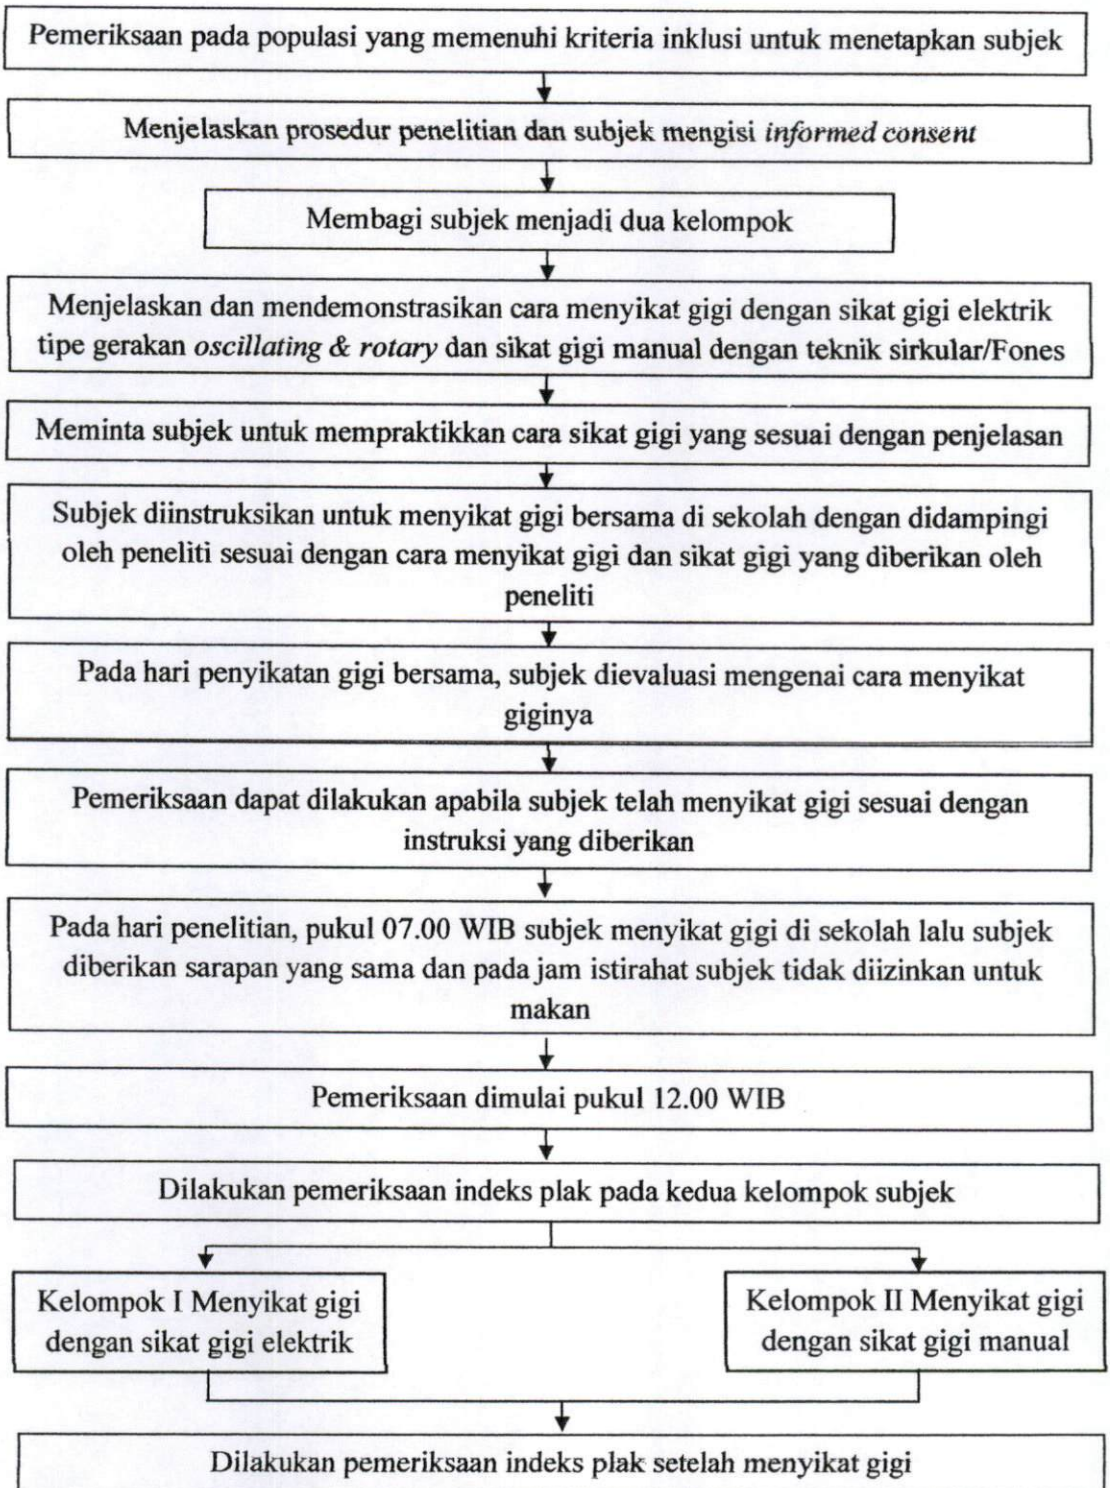 Pemeriksaan pada populasi yang memenuhi kriteria inklusi untuk menetapkan subjek
Menjelaskan prosedur penelitian dan subjek mengisi informed consent
Membagi subjek menjadi dua kelompok
Menjelaskan dan mendemonstrasikan cara menyikat gigi dengan sikat gigi elektrik
tipe gerakan oscillating & rotary dan sikat gigi manual dengan teknik sirkular/Fones
Meminta subjek untuk mempraktikkan cara sikat gigi yang sesuai dengan penjelasan
Subjek diinstruksikan untuk menyikat gigi bersama di sekolah dengan didampingi
oleh peneliti sesuai dengan cara menyikat gigi dan sikat gigi yang diberikan oleh
peneliti
Pada hari penyikatan gigi bersama, subjek dievaluasi mengenai cara menyikat
giginya
Pemeriksaan dapat dilakukan apabila subjek telah menyikat gigi sesuai dengan
instruksi yang diberikan
Pada hari penelitian, pukul 07.00 WIB subjek menyikat gigi di sekolah lalu subjek
diberikan sarapan yang sama dan pada jam istirahat subjek tidak diizinkan untuk
makan
Pemeriksaan dimulai pukul 12.00 WIB
Dilakukan pemeriksaan indeks plak pada kedua kelompok subjek
Kelompok I Menyikat gigi
dengan sikat gigi elektrik
Kelompok II Menyikat gigi
dengan sikat gigi manual
Dilakukan pemeriksaan indeks plak setelah menyikat gigi